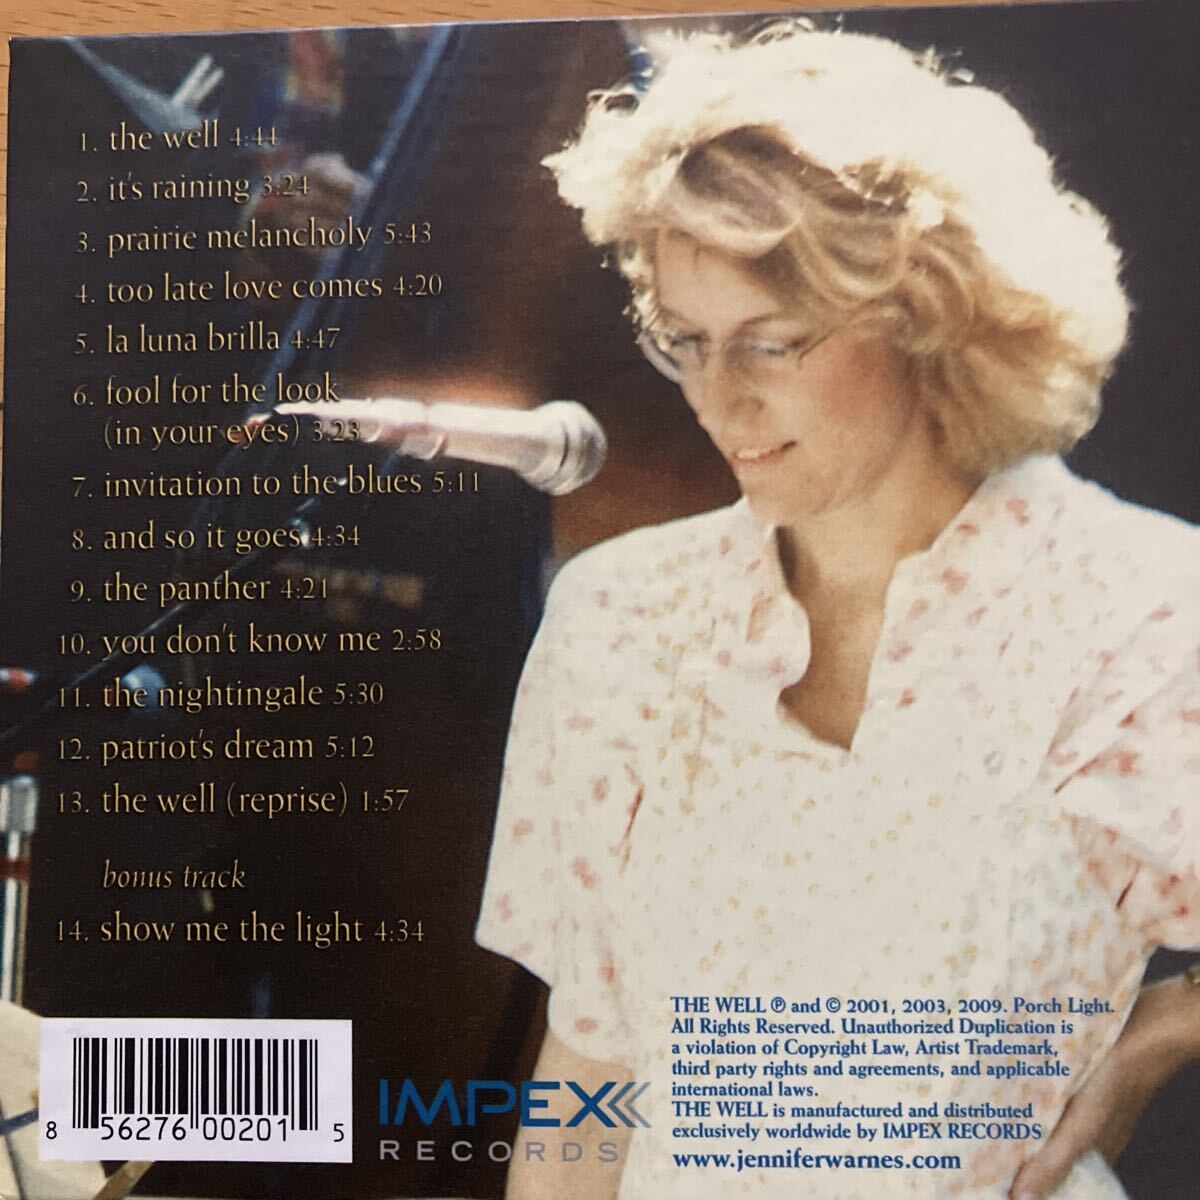 1. the well 4:44
2. it's raining 3:24
3. prairie melancholy 5:43
4. too late love comes 4:20
5. la luna brilla 4:47
6. fool for the look
(in your eyes) 3:23
7. invitation to the blues 5:11
8. and so it goes 4:34
9. the panther 4:21
10. you don't know me 2:58
11. the nightingale 5:30
12. patriot's dream 5:12
13. the well (reprise) 1:57
bonus track
14. show me the light 4:34
8 56276 00201 5
IMPEX
RECORDS
THE WELL ℗ and © 2001, 2003, 2009. Porch Light.
All Rights Reserved. Unauthorized Duplication is
a violation of Copyright Law, Artist Trademark,
third party rights and agreements, and applicable
international laws.
THE WELL is manufactured and distributed
exclusively worldwide by IMPEX RECORDS
www.jenniferwarnes.com